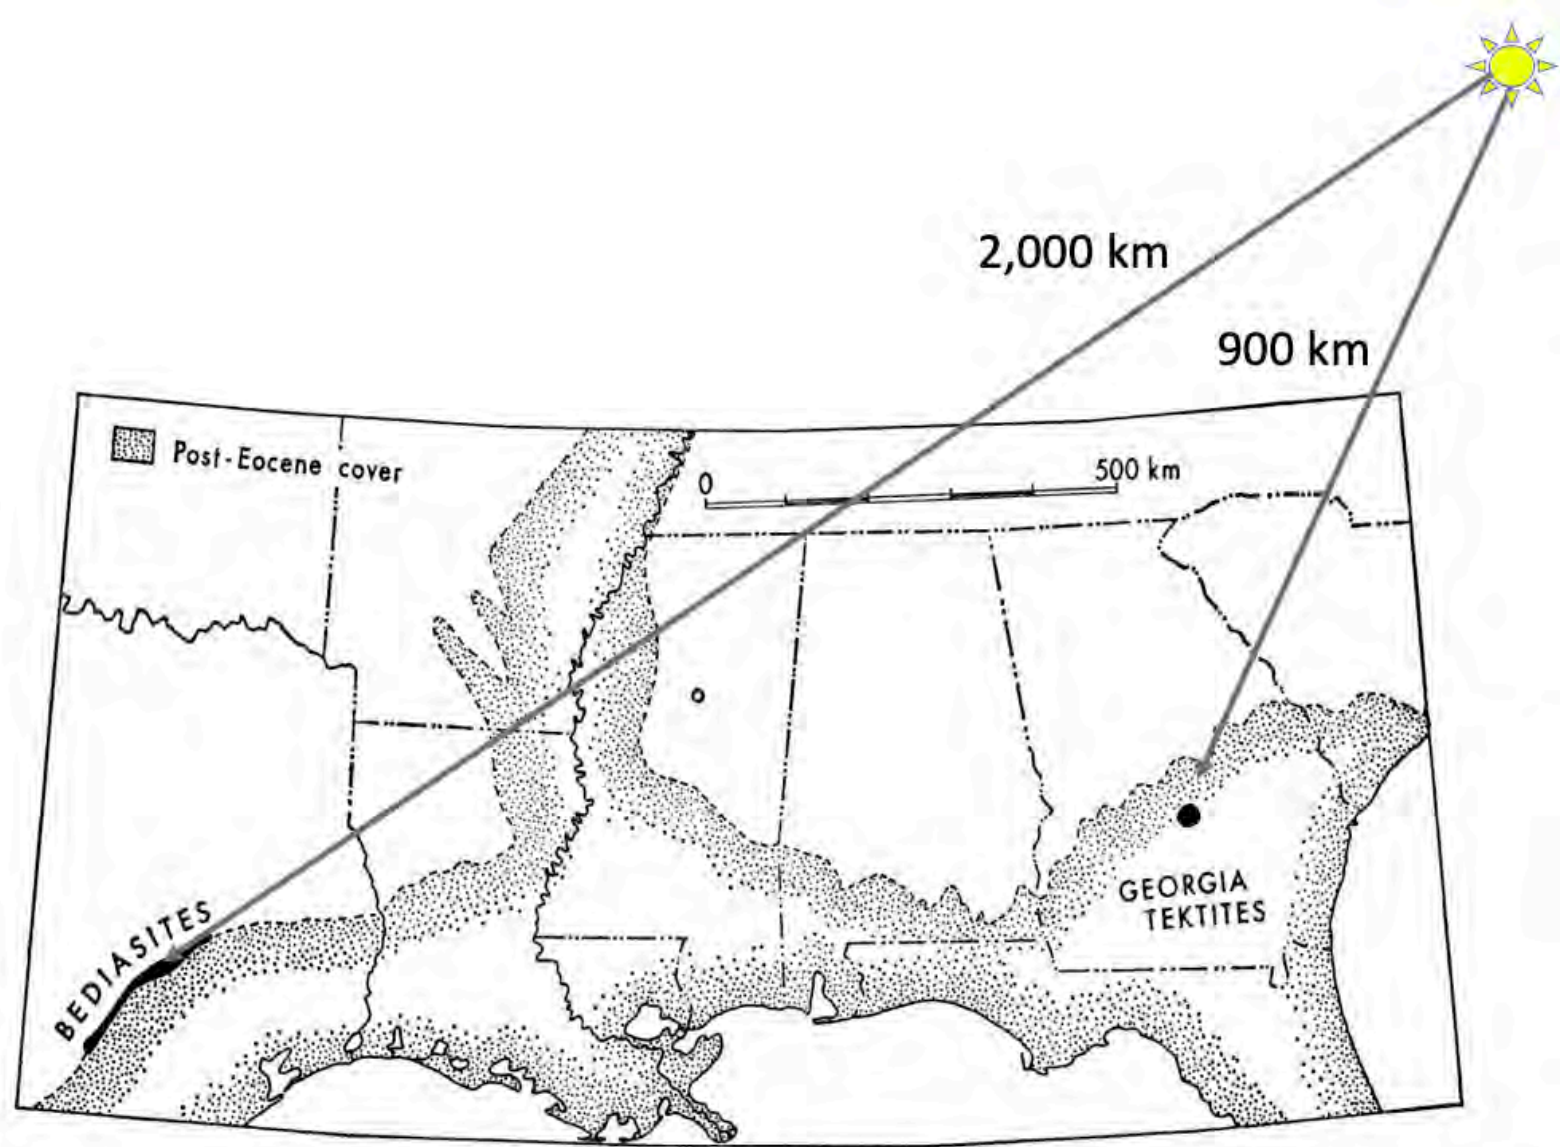 2,000 km
900 km
Post-Eocene cover
0
500 km
BEDIASITES
GEORGIA
TEKTITES